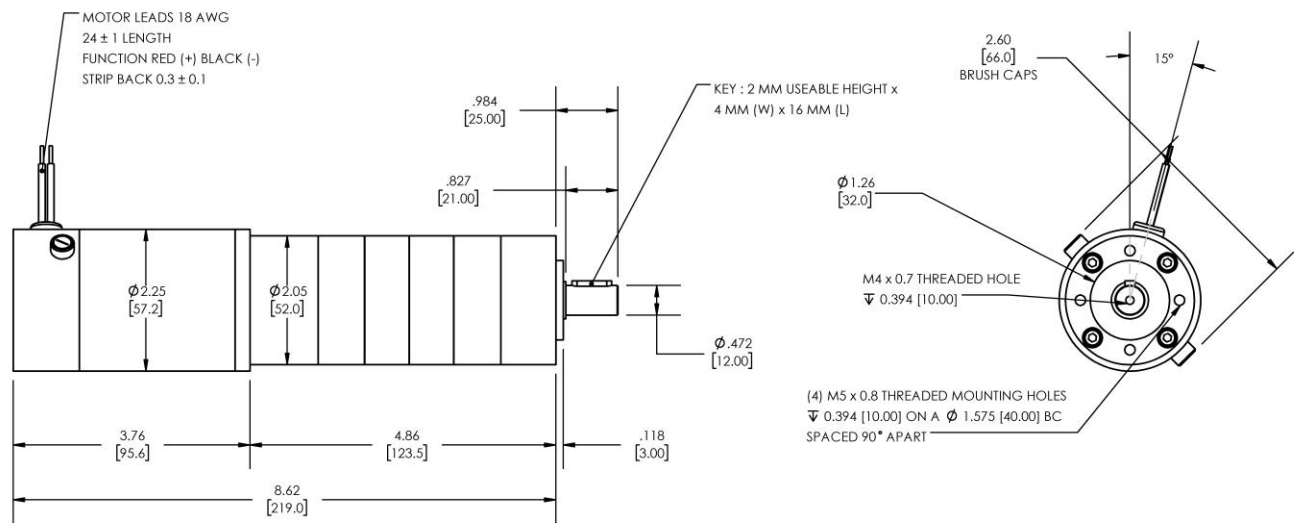 MOTOR LEADS 18 AWG
24 ± 1 LENGTH
FUNCTION RED (+) BLACK (-)
STRIP BACK 0.3 ± 0.1
.984
[25.00]
KEY : 2 MM USEABLE HEIGHT x
4 MM (W) x 16 MM (L)
.827
[21.00]
Ø2.25
[57.2]
Ø2.05
[52.0]
Ø.472
[12.00]
3.76
[95.6]
4.86
[123.5]
.118
[3.00]
8.62
[219.0]
2.60
[66.0]
BRUSH CAPS
15°
Ø1.26
[32.0]
M4 x 0.7 THREADED HOLE
↧ 0.394 [10.00]
(4) M5 x 0.8 THREADED MOUNTING HOLES
↧ 0.394 [10.00] ON A Ø 1.575 [40.00] BC
SPACED 90° APART